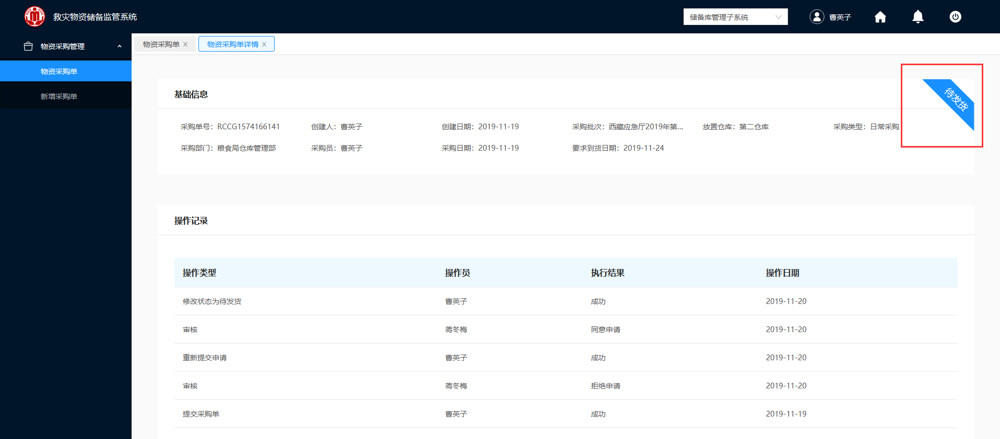 救灾物资储备监管系统
储备库管理子系统
曹英子
物资采购管理
物资采购单
新增采购单
物资采购单
物资采购单详情
基础信息
待发货
采购单号：RCCG1574166141 创建人：曹英子 创建日期：2019-11-19 采购批次：西藏应急厅2019年第... 放置仓库：第二仓库 采购类型：日常采购
采购部门：粮食局仓库管理部 采购员：曹英子 采购日期：2019-11-19 要求到货日期：2019-11-24
操作记录
操作类型 操作员 执行结果 操作日期
修改状态为待发货 曹英子 成功 2019-11-20
审核 蒋冬梅 同意申请 2019-11-20
重新提交申请 曹英子 成功 2019-11-20
审核 蒋冬梅 拒绝申请 2019-11-20
提交采购单 曹英子 成功 2019-11-19